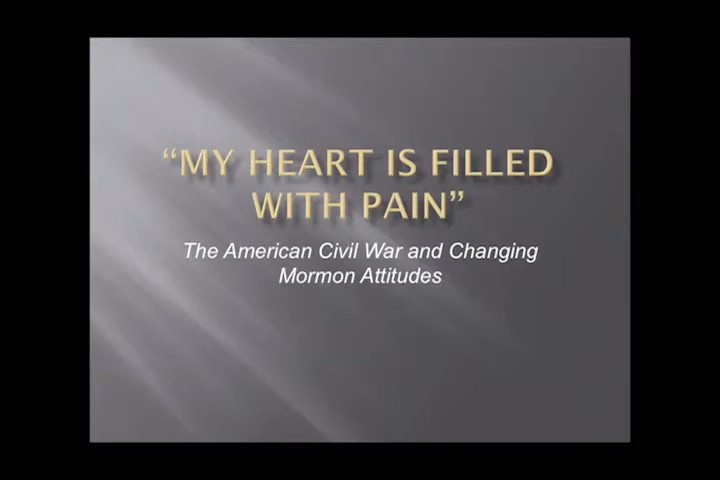 “MY HEART IS FILLED
WITH PAIN”
The American Civil War and Changing
Mormon Attitudes